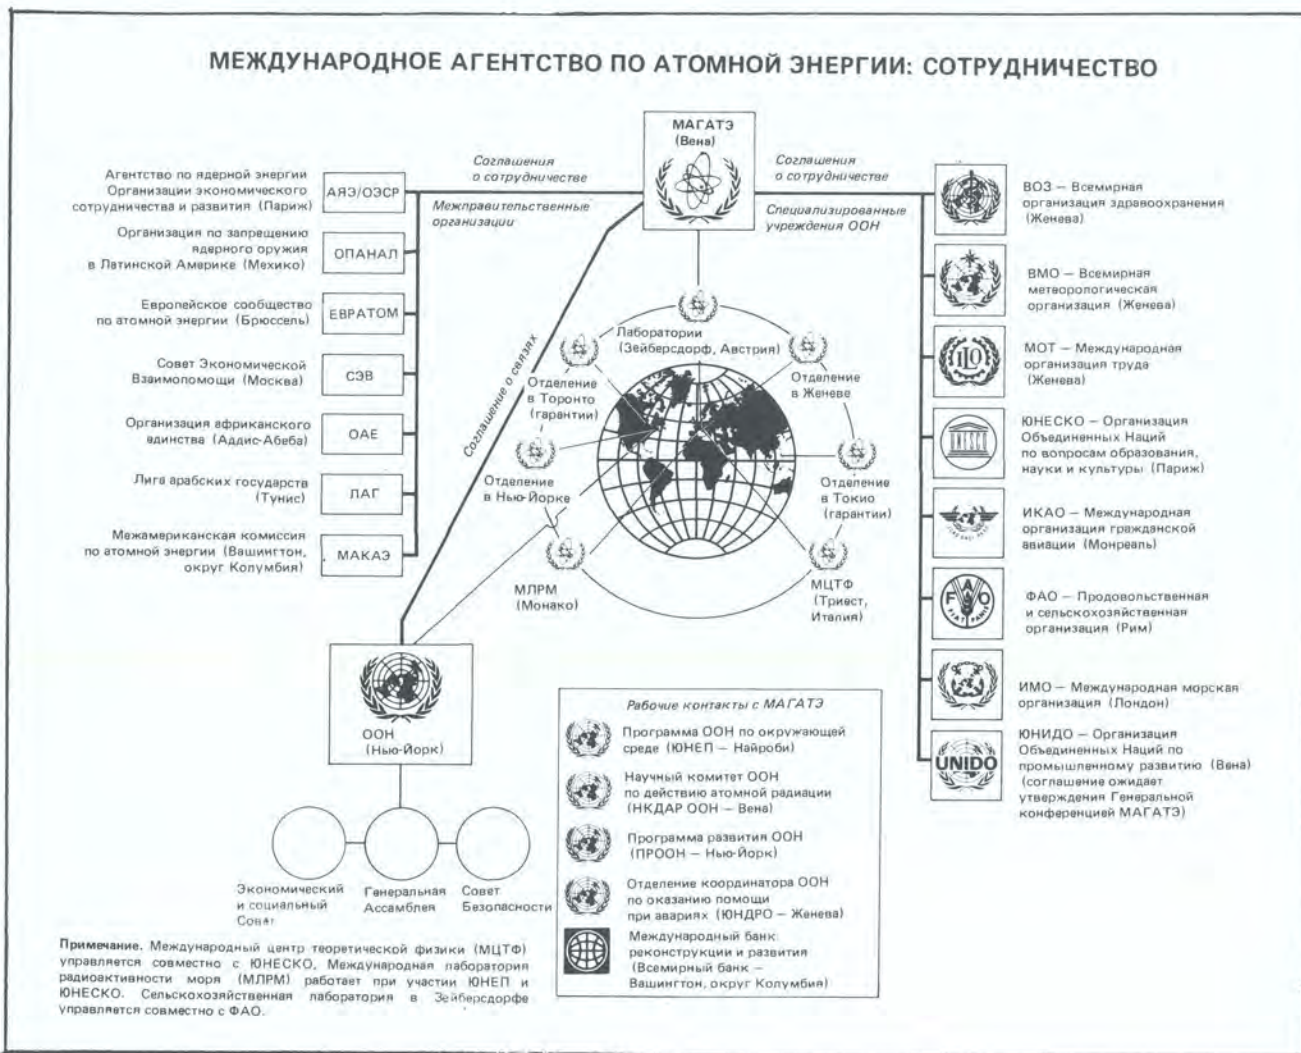 МЕЖДУНАРОДНОЕ АГЕНТСТВО ПО АТОМНОЙ ЭНЕРГИИ: СОТРУДНИЧЕСТВО
МАГАТЭ
(Вена)
Соглашения
о сотрудничестве
Межправительственные
организации
Соглашения
о сотрудничестве
Специализированные
учреждения ООН
Агентство по ядерной энергии
Организации экономического
сотрудничества и развития (Париж)
АЯЭ/ОЭСР
Организация по запрещению
ядерного оружия
в Латинской Америке (Мехико)
ОПАНАЛ
Европейское сообщество
по атомной энергии (Брюссель)
ЕВРАТОМ
Совет Экономической
Взаимопомощи (Москва)
СЭВ
Организация африканского
единства (Аддис-Абеба)
ОАЕ
Лига арабских государств
(Тунис)
ЛАГ
Межамериканская комиссия
по атомной энергии (Вашингтон,
округ Колумбия)
МАКАЭ
Соглашение о связях
Лаборатории
(Зейберсдорф, Австрия)
Отделение
в Торонто
(гарантии)
Отделение
в Женеве
Отделение
в Нью-Йорке
Отделение
в Токио
(гарантии)
МЛРМ
(Монако)
МЦТФ
(Триест,
Италия)
ВОЗ — Всемирная
организация здравоохранения
(Женева)
ВМО — Всемирная
метеорологическая
организация (Женева)
ILO
МОТ — Международная
организация труда
(Женева)
UNESCO
ЮНЕСКО — Организация
Объединенных Наций
по вопросам образования,
науки и культуры (Париж)
ИКАО — Международная
организация гражданской
авиации (Монреаль)
F A O
FIAT PANIS
ФАО — Продовольственная
и сельскохозяйственная
организация (Рим)
ИМО — Международная морская
организация (Лондон)
UNIDO
ЮНИДО — Организация
Объединенных Наций по
промышленному развитию (Вена)
(соглашение ожидает
утверждения Генеральной
конференцией МАГАТЭ)
ООН
(Нью-Йорк)
Экономический
и социальный
Совет
Генеральная
Ассамблея
Совет
Безопасности
Рабочие контакты с МАГАТЭ
Программа ООН по окружающей
среде (ЮНЕП — Найроби)
Научный комитет ООН
по действию атомной радиации
(НКДАР ООН — Вена)
Программа развития ООН
(ПРООН — Нью-Йорк)
Отделение координатора ООН
по оказанию помощи
при авариях (ЮНДРО — Женева)
Международный банк
реконструкции и развития
(Всемирный банк —
Вашингтон, округ Колумбия)
Примечание. Международный центр теоретической физики (МЦТФ)
управляется совместно с ЮНЕСКО. Международная лаборатория
радиоактивности моря (МЛРМ) работает при участии ЮНЕП и
ЮНЕСКО. Сельскохозяйственная лаборатория в Зейберсдорфе
управляется совместно с ФАО.